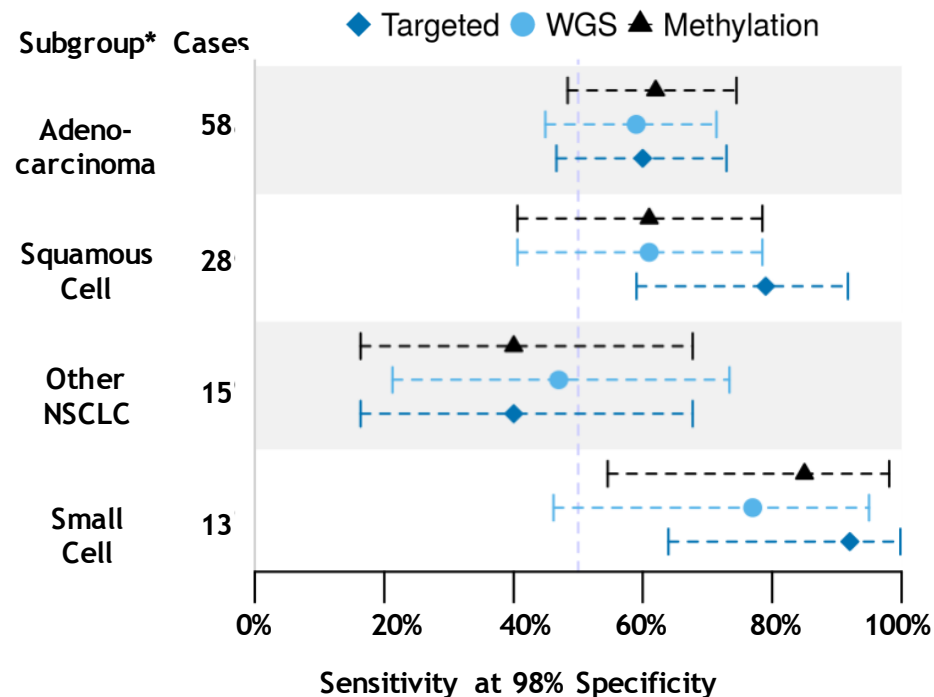 Targeted WGS Methylation
Subgroup* Cases
Adeno-
carcinoma
58
Squamous
Cell
28
Other
NSCLC
15
Small
Cell
13
0% 20% 40% 60% 80% 100%
Sensitivity at 98% Specificity